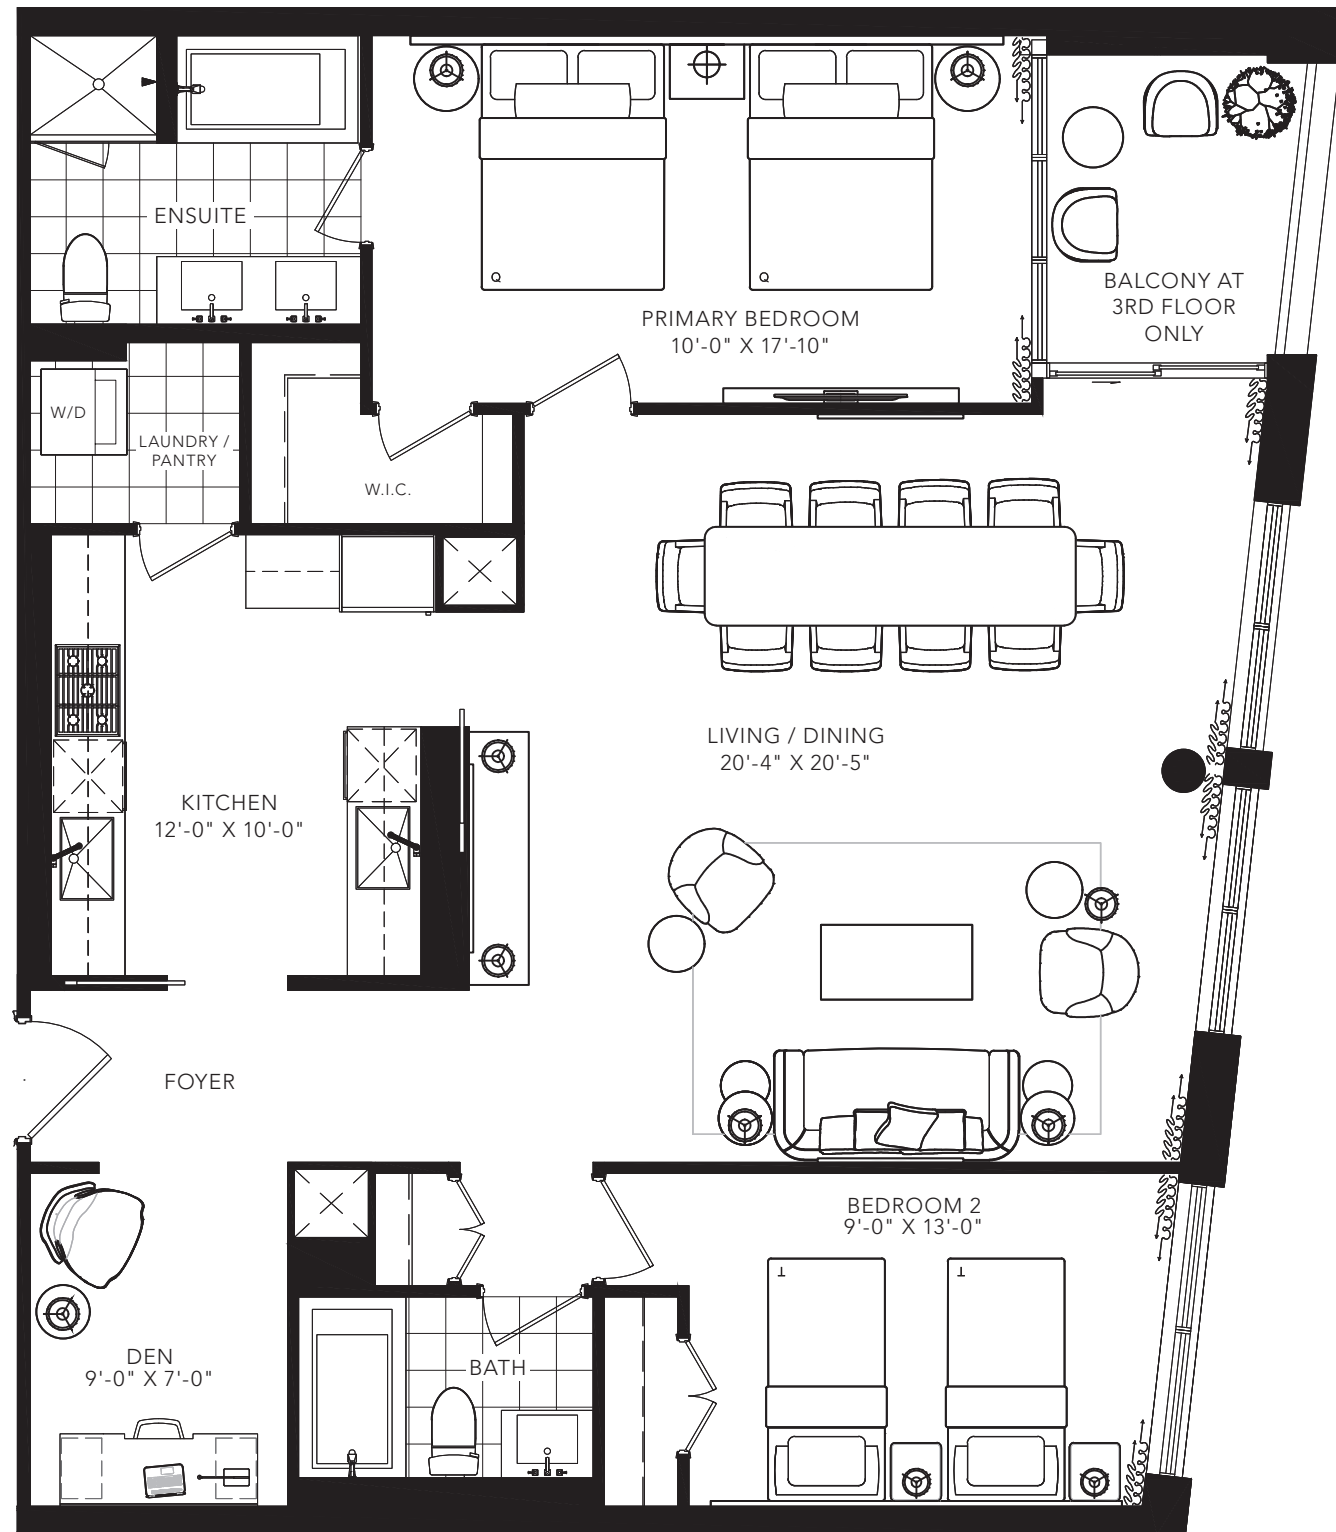 ENSUITE
Q
Q
PRIMARY BEDROOM
10'-0" X 17'-10"
BALCONY AT
3RD FLOOR
ONLY
W/D
LAUNDRY /
PANTRY
W.I.C.
LIVING / DINING
20'-4" X 20'-5"
KITCHEN
12'-0" X 10'-0"
FOYER
BEDROOM 2
9'-0" X 13'-0"
T
T
DEN
9'-0" X 7'-0"
BATH